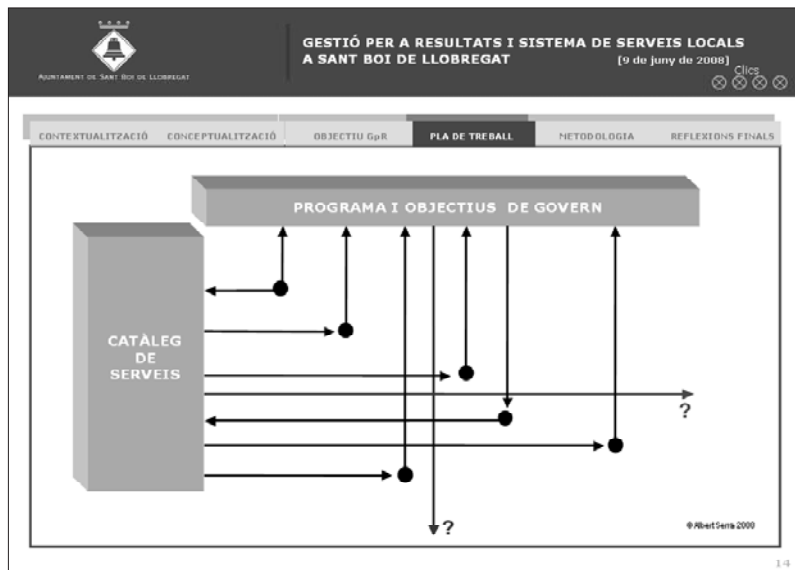 GESTIÓ PER A RESULTATS I SISTEMA DE SERVEIS LOCALS
A SANT BOI DE LLOBREGAT [9 de juny de 2008]
Clics
AJUNTAMENT DE SANT BOI DE LLOBREGAT
CONTEXTUALITZACIÓ CONCEPTUALITZACIÓ OBJECTIU GpR PLA DE TREBALL METODOLOGIA REFLEXIONS FINALS
PROGRAMA I OBJECTIUS DE GOVERN
CATÀLEG
DE
SERVEIS
?
?
© Albert Serra 2000
14